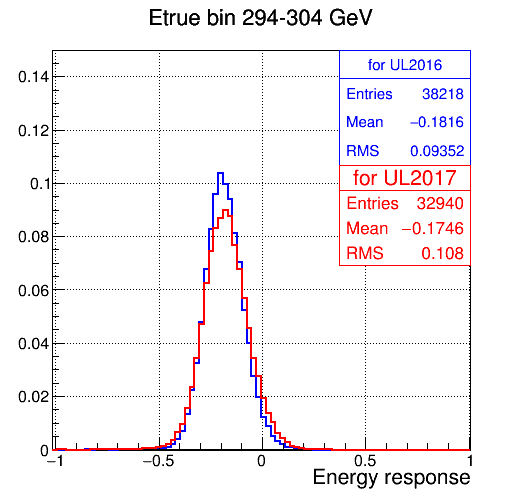 Etrue bin 294-304 GeV
for UL2016
Entries 38218
Mean −0.1816
RMS 0.09352
for UL2017
Entries 32940
Mean −0.1746
RMS 0.108
0.14
0.12
0.1
0.08
0.06
0.04
0.02
0
−1 −0.5 0 0.5 1
Energy response